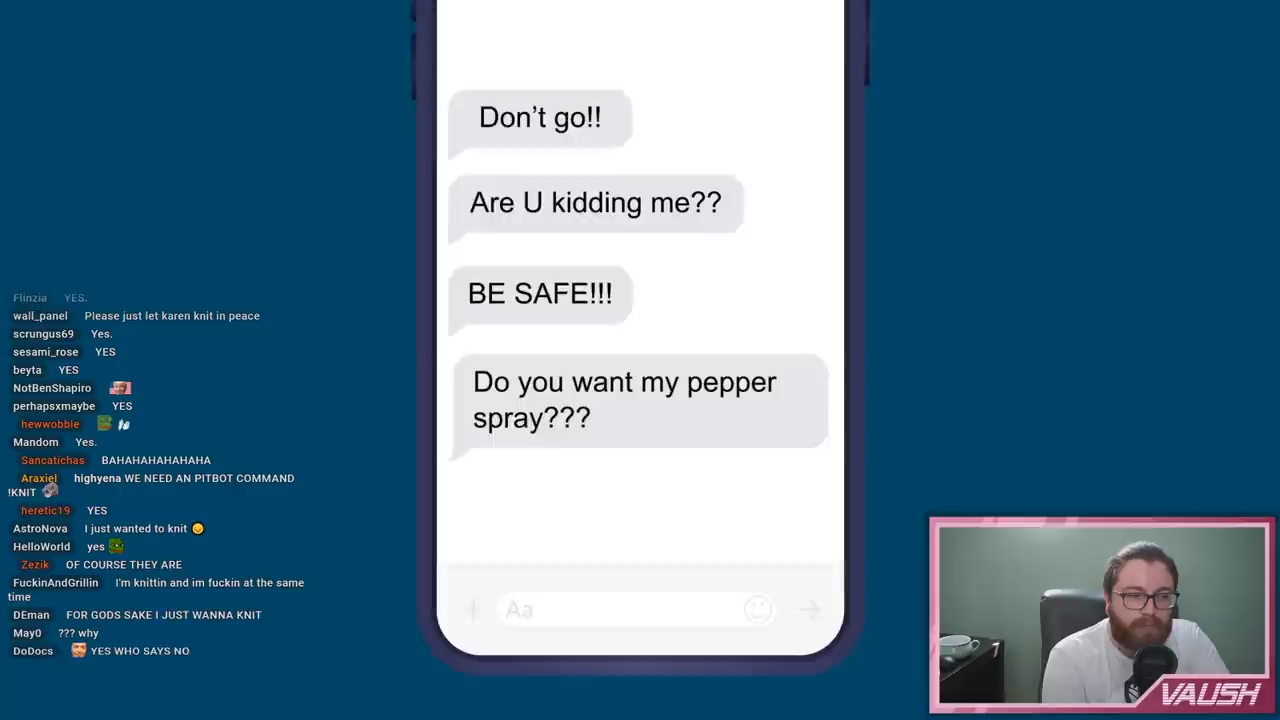 Don't go!!
Are U kidding me??
BE SAFE!!!
Do you want my pepper
spray???
Aa
Flinzia YES.
wall_panel Please just let karen knit in peace
scrungus69 Yes.
sesami_rose YES
beyta YES
NotBenShapiro
perhapsxmaybe YES
hewwobble
Mandom Yes.
Sancatichas BAHAHAHAHAHAHA
Araxiel highyena WE NEED AN PITBOT COMMAND
!KNIT
heretic19 YES
AstroNova I just wanted to knit
HelloWorld yes
Zezik OF COURSE THEY ARE
FuckinAndGrillin I'm knittin and im fuckin at the same
time
DEman FOR GODS SAKE I JUST WANNA KNIT
May0 ??? why
DoDocs YES WHO SAYS NO
VAUSH